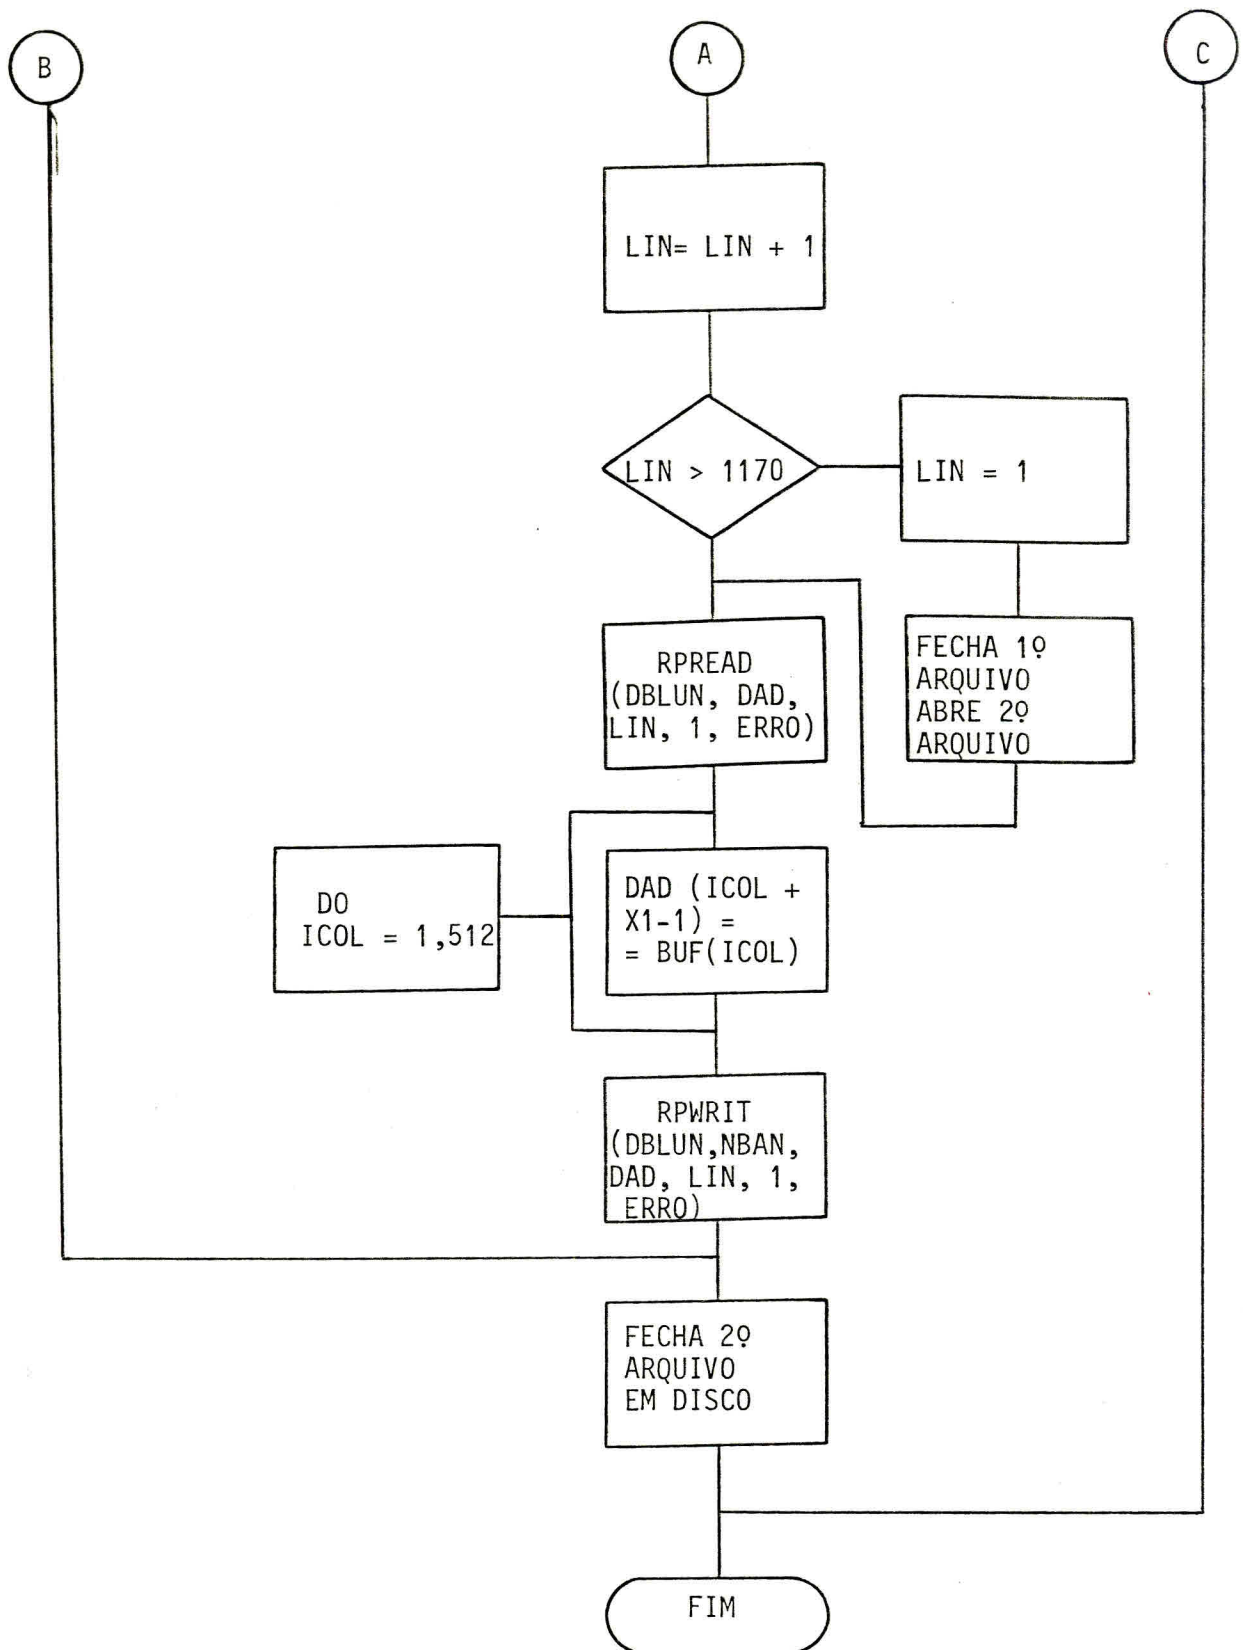 B
A
C
LIN= LIN + 1
LIN > 1170
LIN = 1
RPREAD
(DBLUN, DAD,
LIN, 1, ERRO)
FECHA 1º
ARQUIVO
ABRE 2º
ARQUIVO
DO
ICOL = 1,512
DAD (ICOL +
X1-1) =
= BUF(ICOL)
RPWRIT
(DBLUN,NBAN,
DAD, LIN, 1,
ERRO)
FECHA 2º
ARQUIVO
EM DISCO
FIM